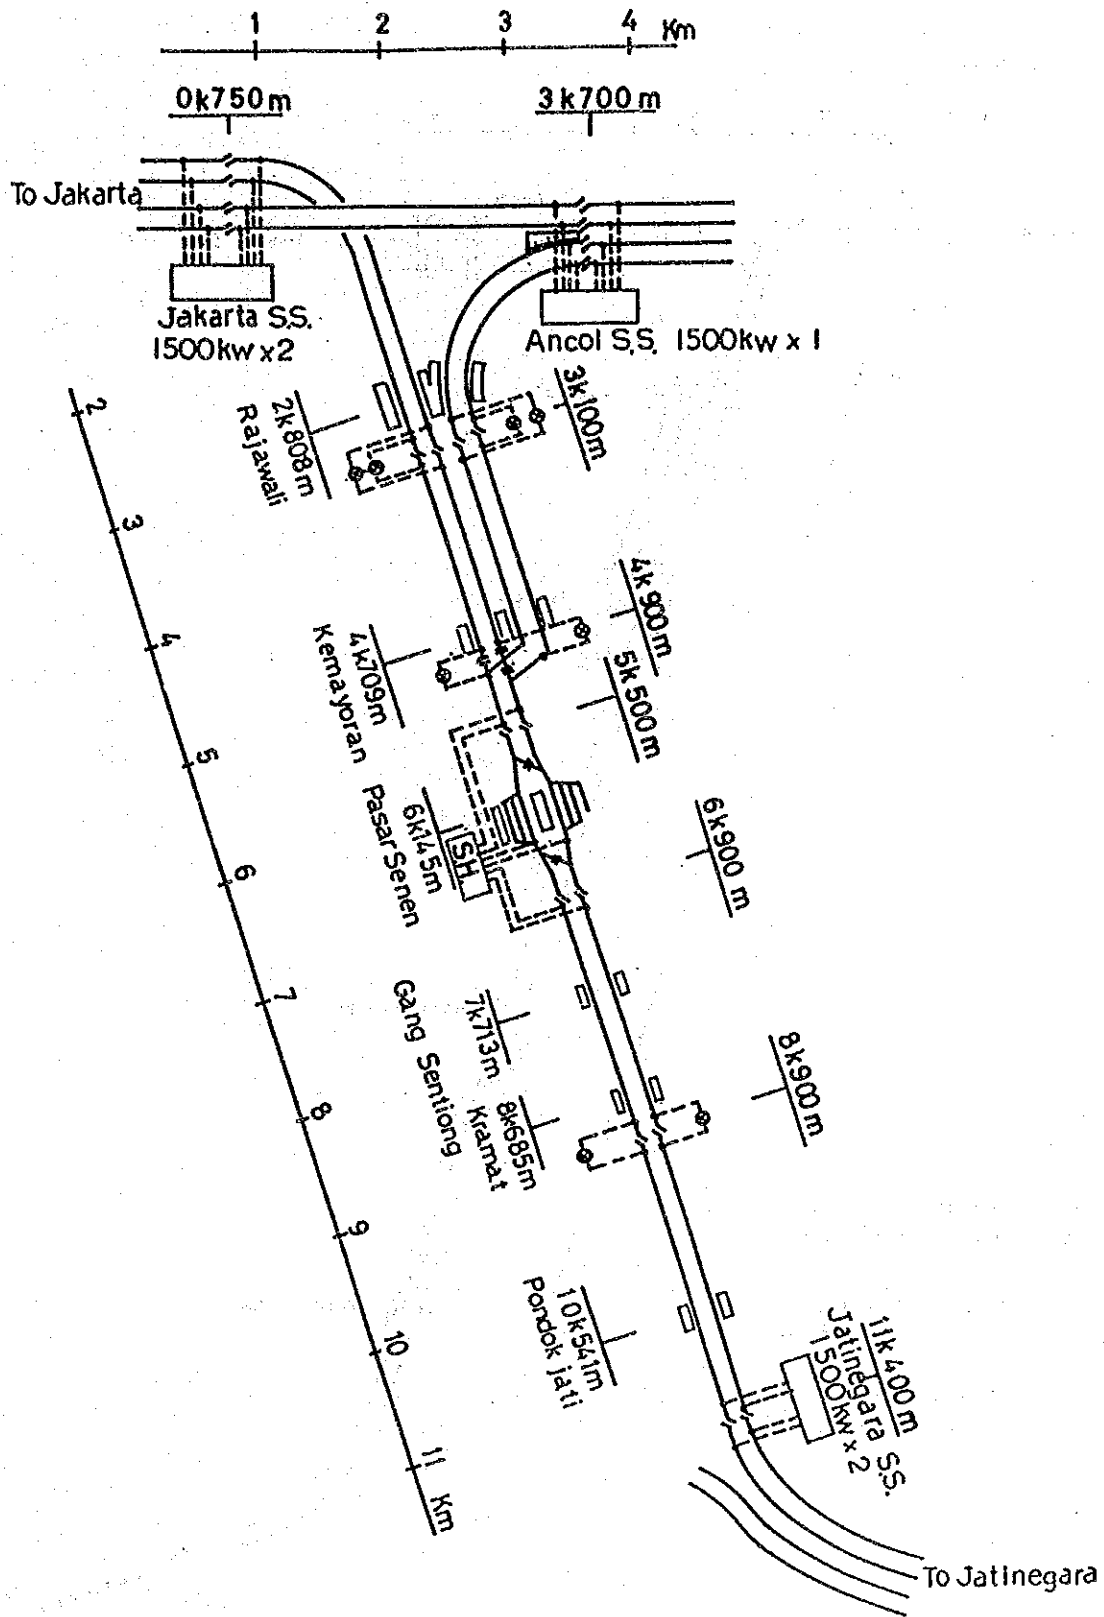 1 2 3 4 Km
0k750m
3k700m
To Jakarta
Jakarta S.S.
1500kw x2
Ancol S.S. 1500kw x 1
2k808m
Rajawali
3k100m
4k709m
Kemayoran
4k900m
5k500m
6k145m
Pasar Senen
SH
6k900m
7k713m
Gang Sentiong
8k685m
Kramat
8k900m
10k541m
Pondok jati
11k400m
Jatinegara S.S.
1500kw x2
To Jatinegara
2 3 4 5 6 7 8 9 10 11 Km